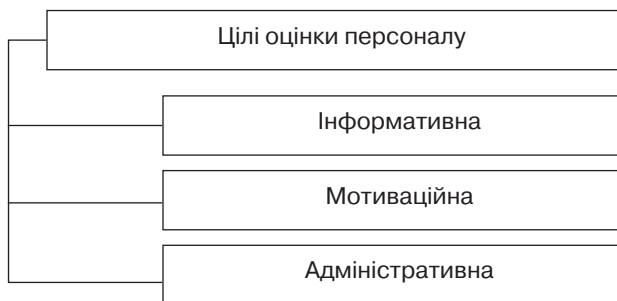 Цілі оцінки персоналу
Інформативна
Мотиваційна
Адміністративна